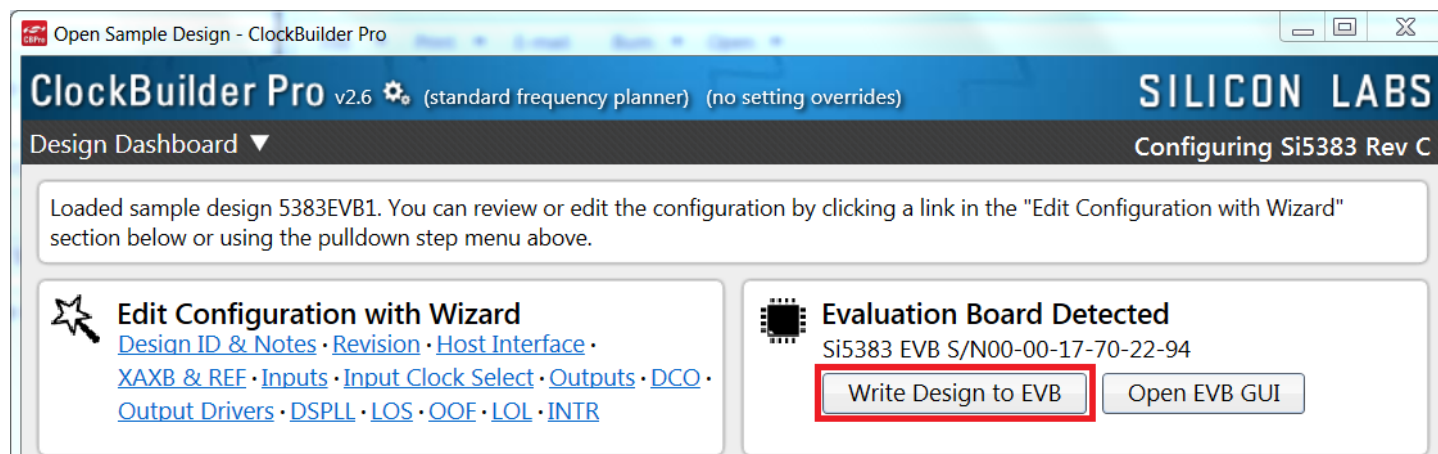 Open Sample Design - ClockBuilder Pro
ClockBuilder Pro v2.6 (standard frequency planner) (no setting overrides)
SILICON LABS
Design Dashboard ▼
Configuring Si5383 Rev C
Loaded sample design 5383EVB1. You can review or edit the configuration by clicking a link in the "Edit Configuration with Wizard"
section below or using the pulldown step menu above.
Edit Configuration with Wizard
Design ID & Notes · Revision · Host Interface ·
XAXB & REF · Inputs · Input Clock Select · Outputs · DCO ·
Output Drivers · DSPLL · LOS · OOF · LOL · INTR
Evaluation Board Detected
Si5383 EVB S/N00-00-17-70-22-94
Write Design to EVB
Open EVB GUI